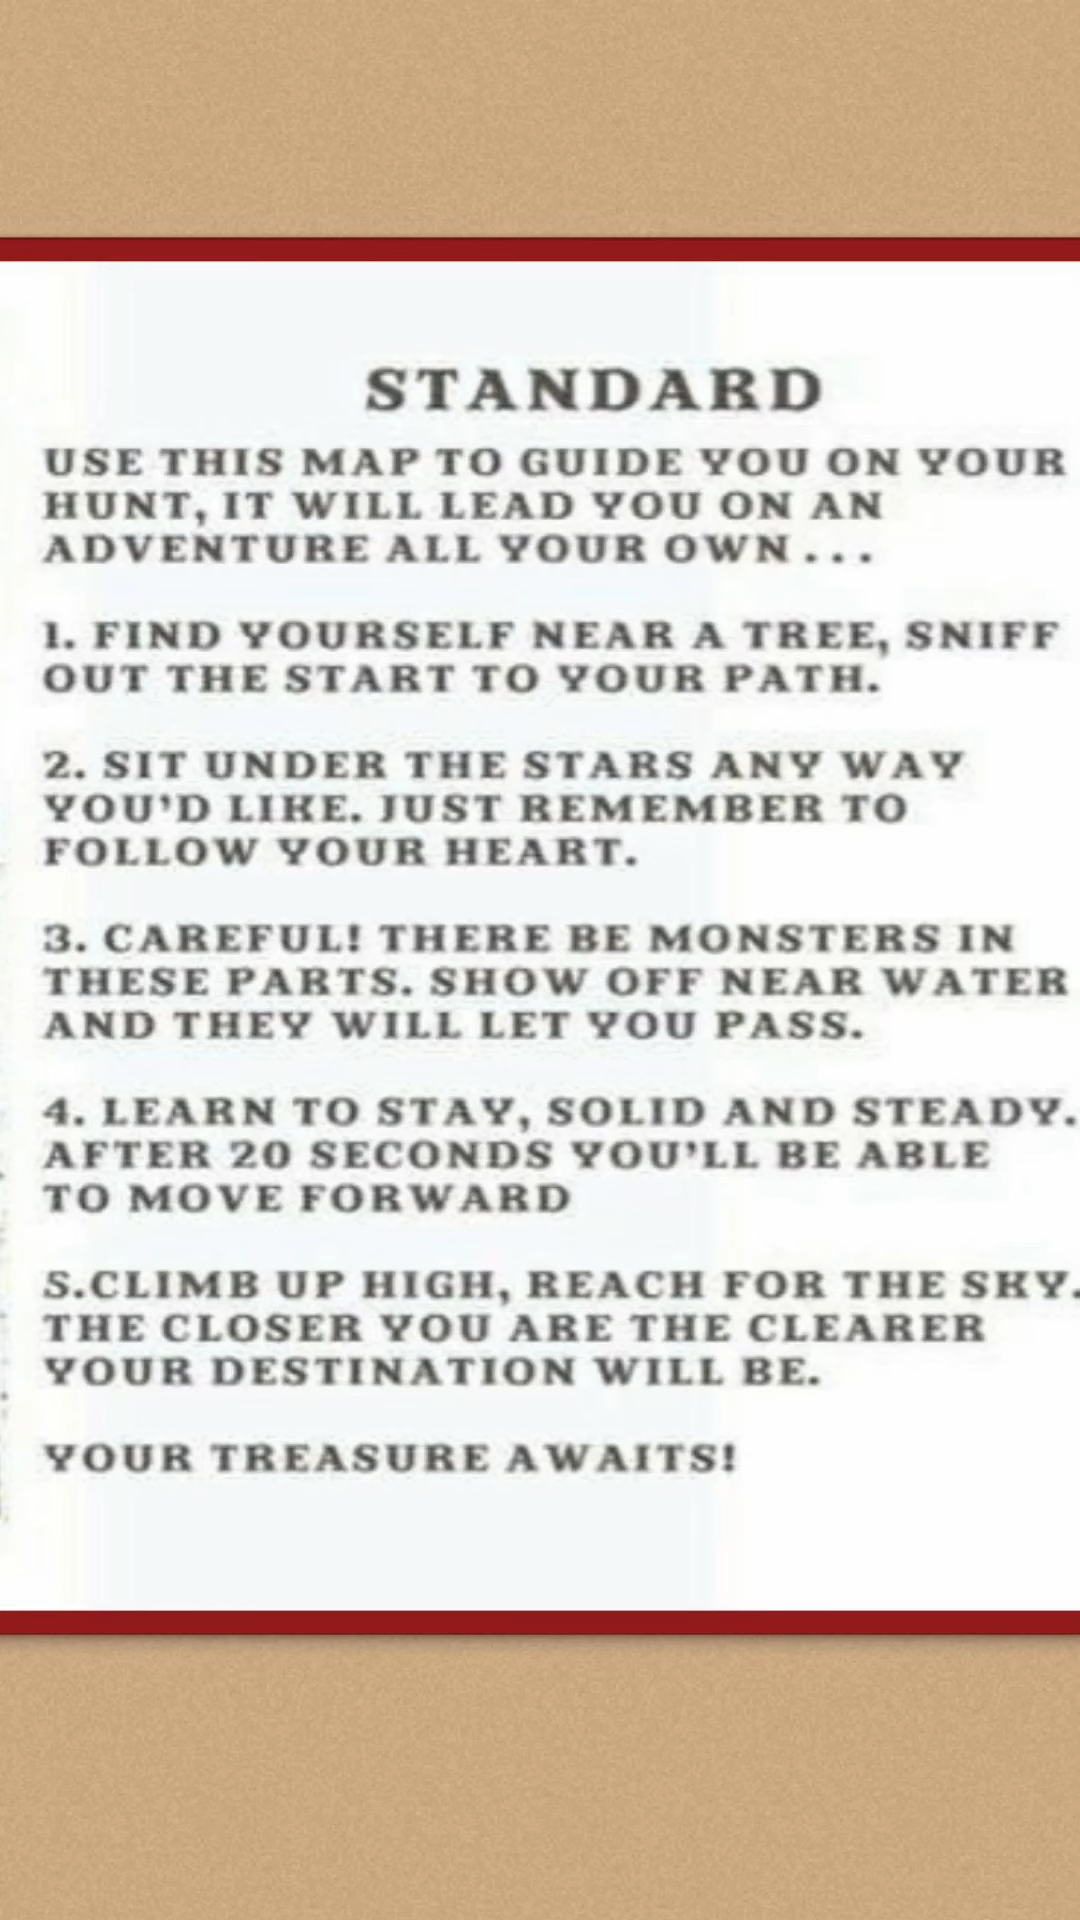 STANDARD
USE THIS MAP TO GUIDE YOU ON YOUR
HUNT, IT WILL LEAD YOU ON AN
ADVENTURE ALL YOUR OWN . . .
1. FIND YOURSELF NEAR A TREE, SNIFF
OUT THE START TO YOUR PATH.
2. SIT UNDER THE STARS ANY WAY
YOU'D LIKE. JUST REMEMBER TO
FOLLOW YOUR HEART.
3. CAREFUL! THERE BE MONSTERS IN
THESE PARTS. SHOW OFF NEAR WATER
AND THEY WILL LET YOU PASS.
4. LEARN TO STAY, SOLID AND STEADY.
AFTER 20 SECONDS YOU'LL BE ABLE
TO MOVE FORWARD
5.CLIMB UP HIGH, REACH FOR THE SKY.
THE CLOSER YOU ARE THE CLEARER
YOUR DESTINATION WILL BE.
YOUR TREASURE AWAITS!